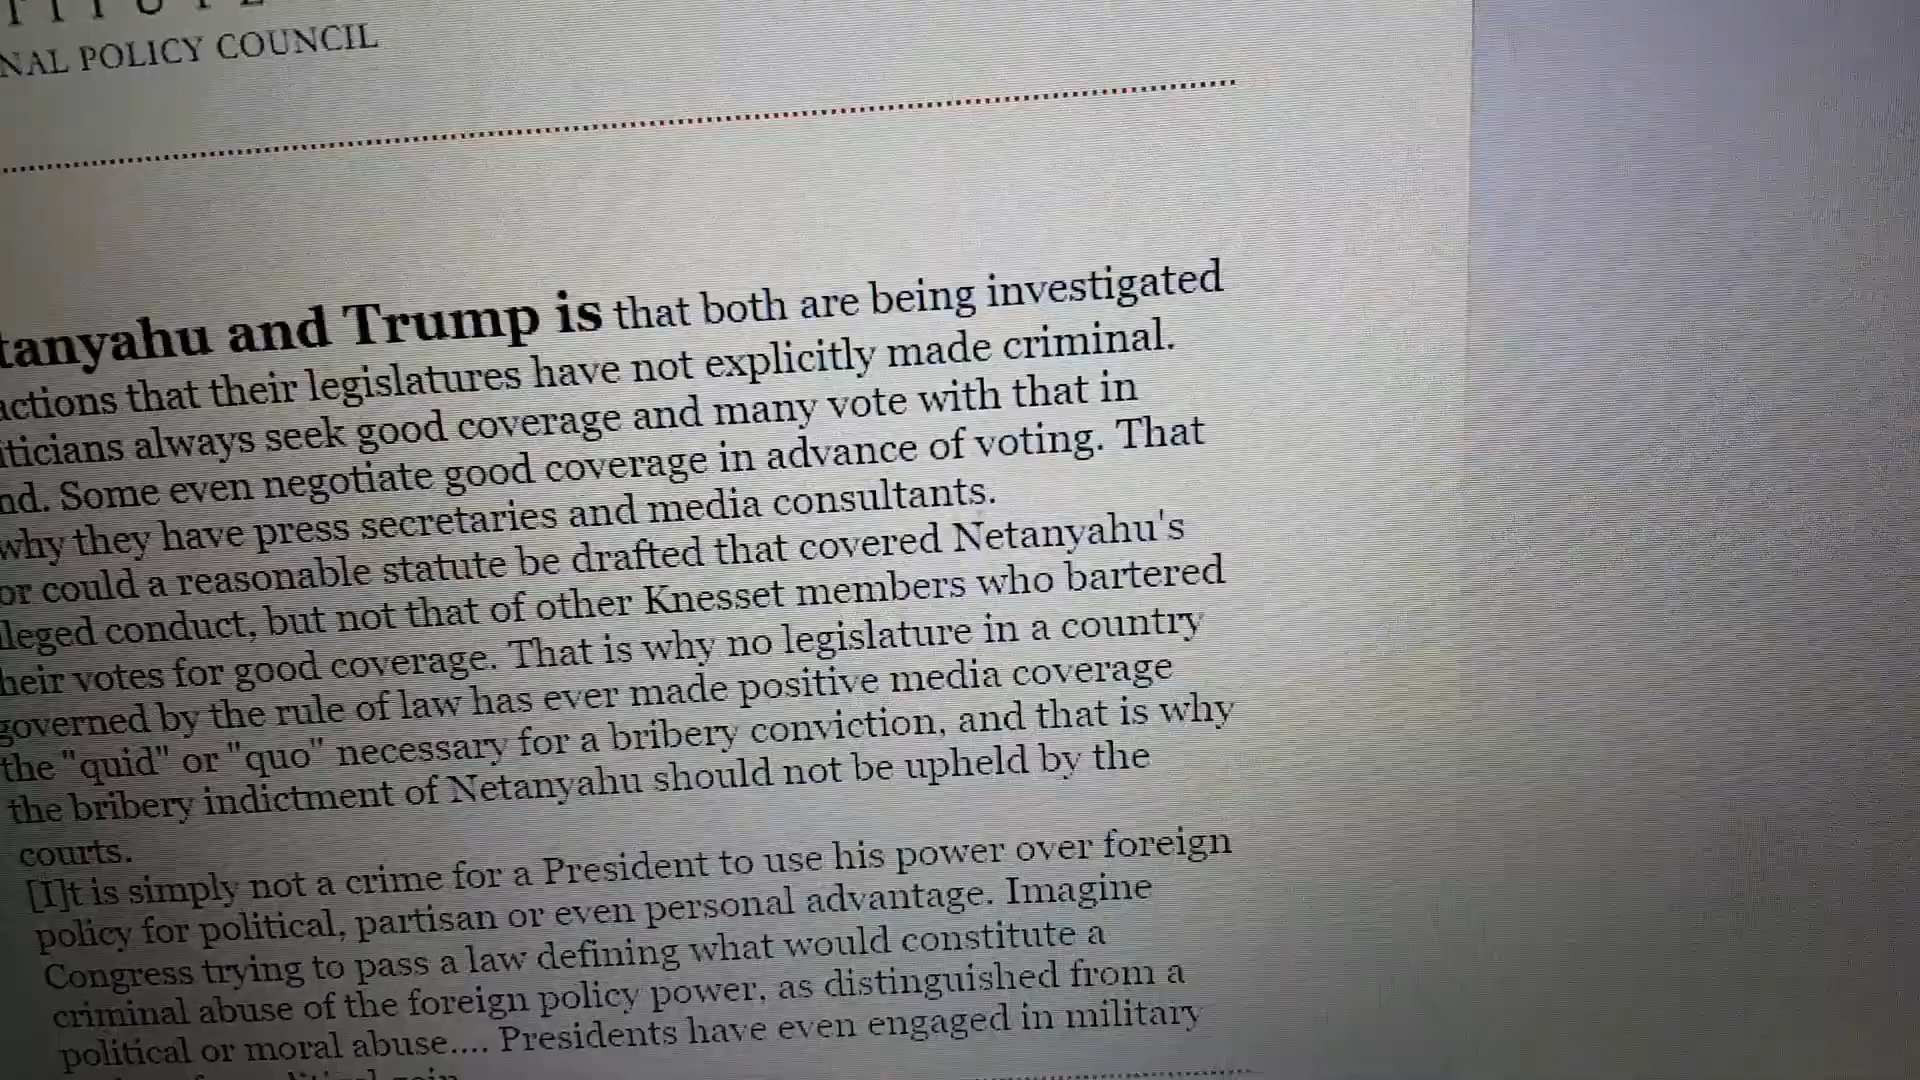 NAL POLICY COUNCIL
tanyahu and Trump is that both are being investigated
actions that their legislatures have not explicitly made criminal.
iticians always seek good coverage and many vote with that in
nd. Some even negotiate good coverage in advance of voting. That
why they have press secretaries and media consultants.
or could a reasonable statute be drafted that covered Netanyahu's
leged conduct, but not that of other Knesset members who bartered
heir votes for good coverage. That is why no legislature in a country
governed by the rule of law has ever made positive media coverage
the "quid" or "quo" necessary for a bribery conviction, and that is why
the bribery indictment of Netanyahu should not be upheld by the
courts.
[I]t is simply not a crime for a President to use his power over foreign
policy for political, partisan or even personal advantage. Imagine
Congress trying to pass a law defining what would constitute a
criminal abuse of the foreign policy power, as distinguished from a
political or moral abuse.... Presidents have even engaged in military